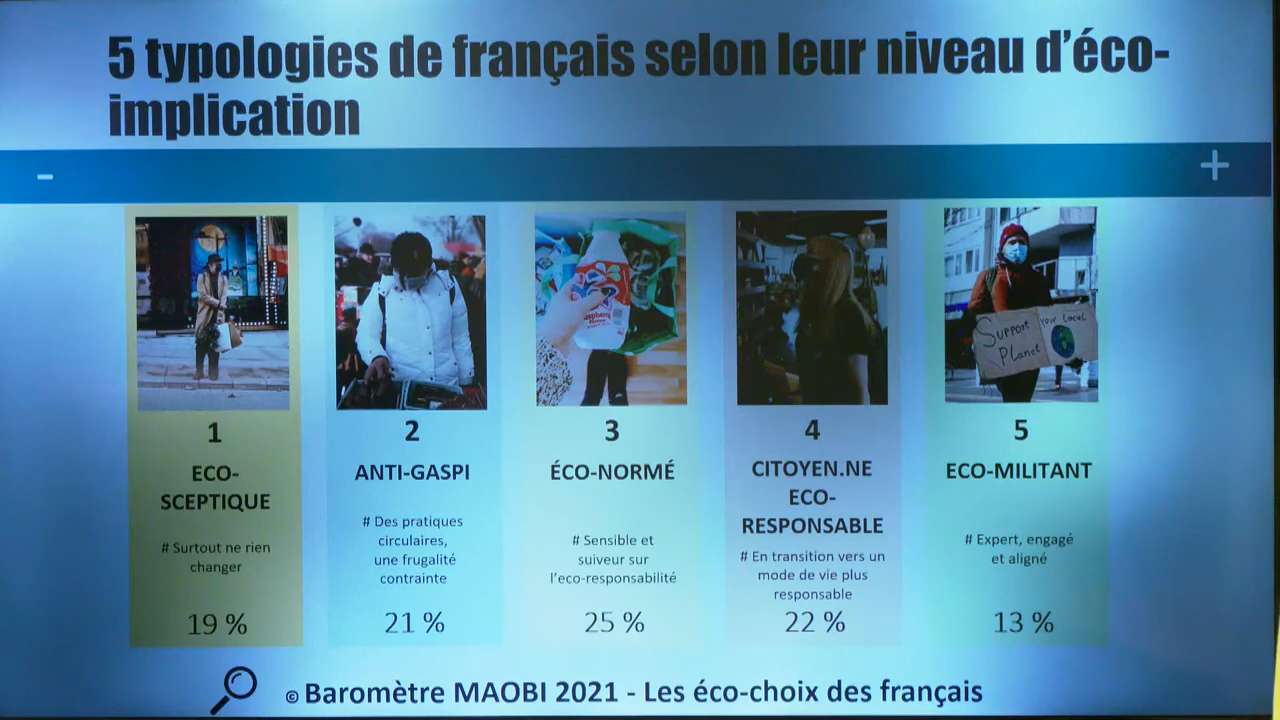 5 typologies de français selon leur niveau d'éco-
implication
-
+
1
ECO-
SCEPTIQUE
# Surtout ne rien
changer
19 %
2
ANTI-GASPI
# Des pratiques
circulaires,
une frugalité
contrainte
21 %
3
ÉCO-NORMÉ
# Sensible et
suiveur sur
l'eco-responsabilité
25 %
4
CITOYEN.NE
ECO-
RESPONSABLE
# En transition vers un
mode de vie plus
responsable
22 %
Support Your Local
Planet
5
ECO-MILITANT
# Expert, engagé
et aligné
13 %
© Baromètre MAOBI 2021 - Les éco-choix des français